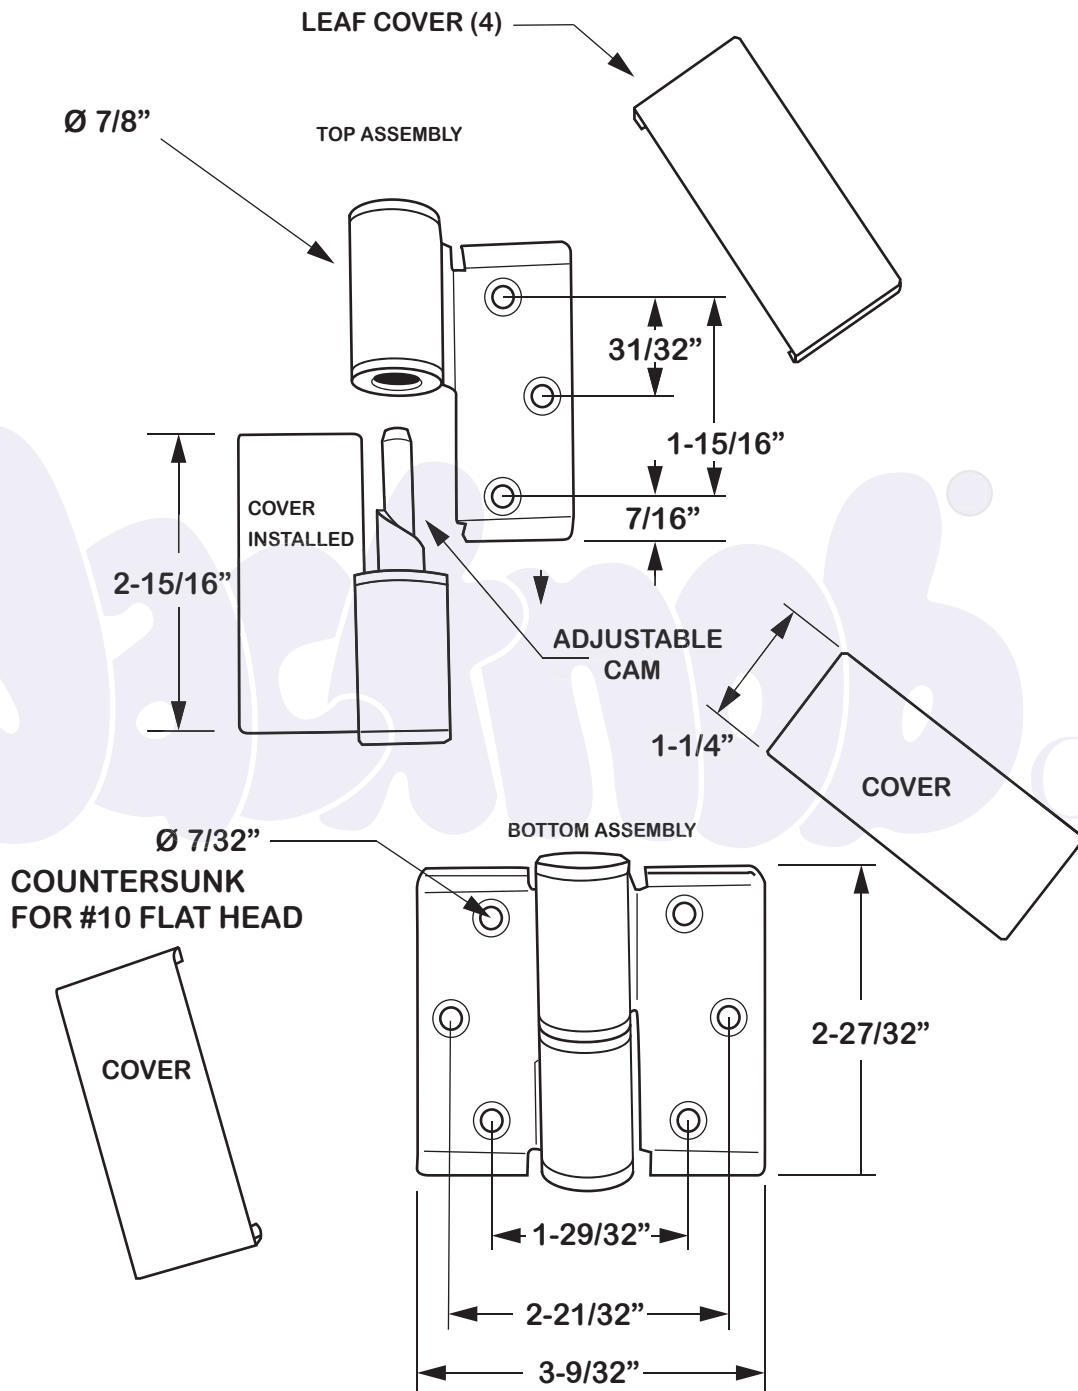 LEAF COVER (4)
Ø 7/8”
TOP ASSEMBLY
31/32”
1-15/16”
7/16”
COVER
INSTALLED
2-15/16”
ADJUSTABLE
CAM
1-1/4”
COVER
Ø 7/32”
BOTTOM ASSEMBLY
COUNTERSUNK
FOR #10 FLAT HEAD
2-27/32”
COVER
1-29/32”
2-21/32”
3-9/32”